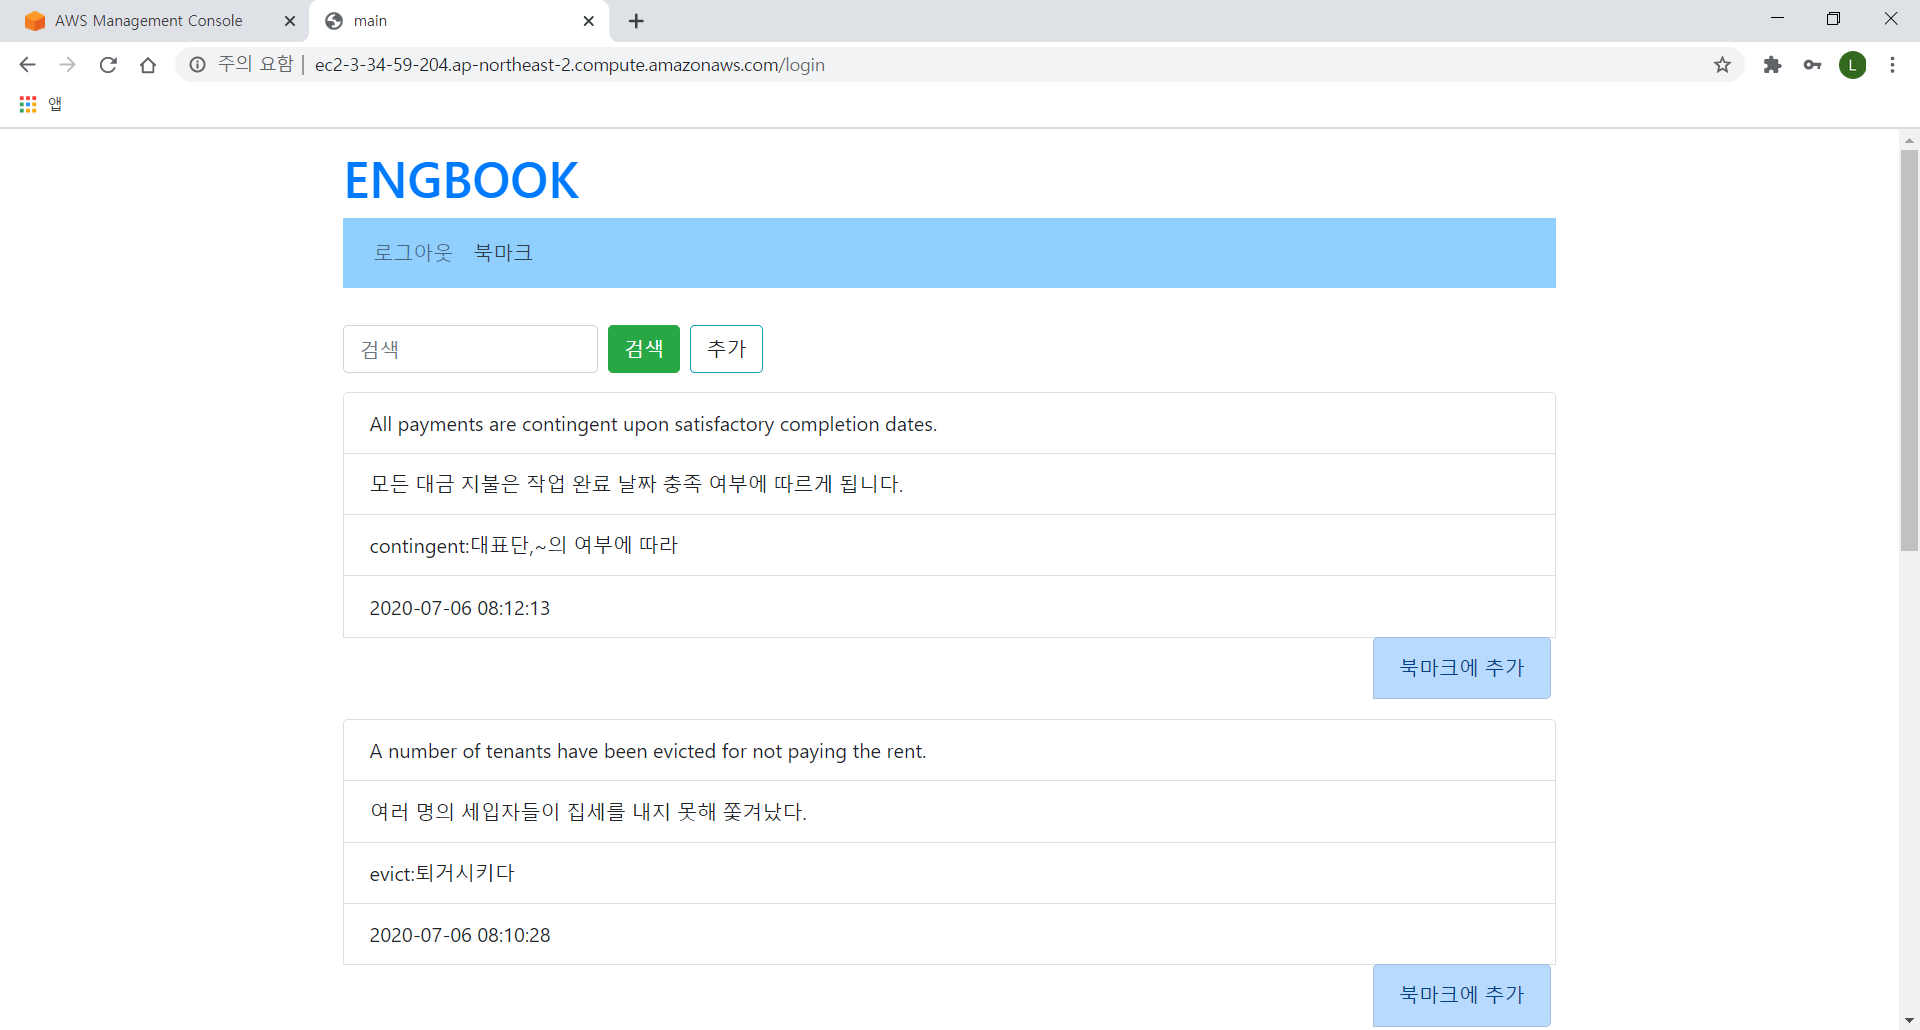 AWS Management Console
main
주의 요함
ec2-3-34-59-204.ap-northeast-2.compute.amazonaws.com/login
L
앱
ENGBOOK
로그아웃 북마크
검색 검색 추가
All payments are contingent upon satisfactory completion dates.
모든 대금 지불은 작업 완료 날짜 충족 여부에 따르게 됩니다.
contingent:대표단,~의 여부에 따라
2020-07-06 08:12:13
북마크에 추가
A number of tenants have been evicted for not paying the rent.
여러 명의 세입자들이 집세를 내지 못해 쫓겨났다.
evict:퇴거시키다
2020-07-06 08:10:28
북마크에 추가